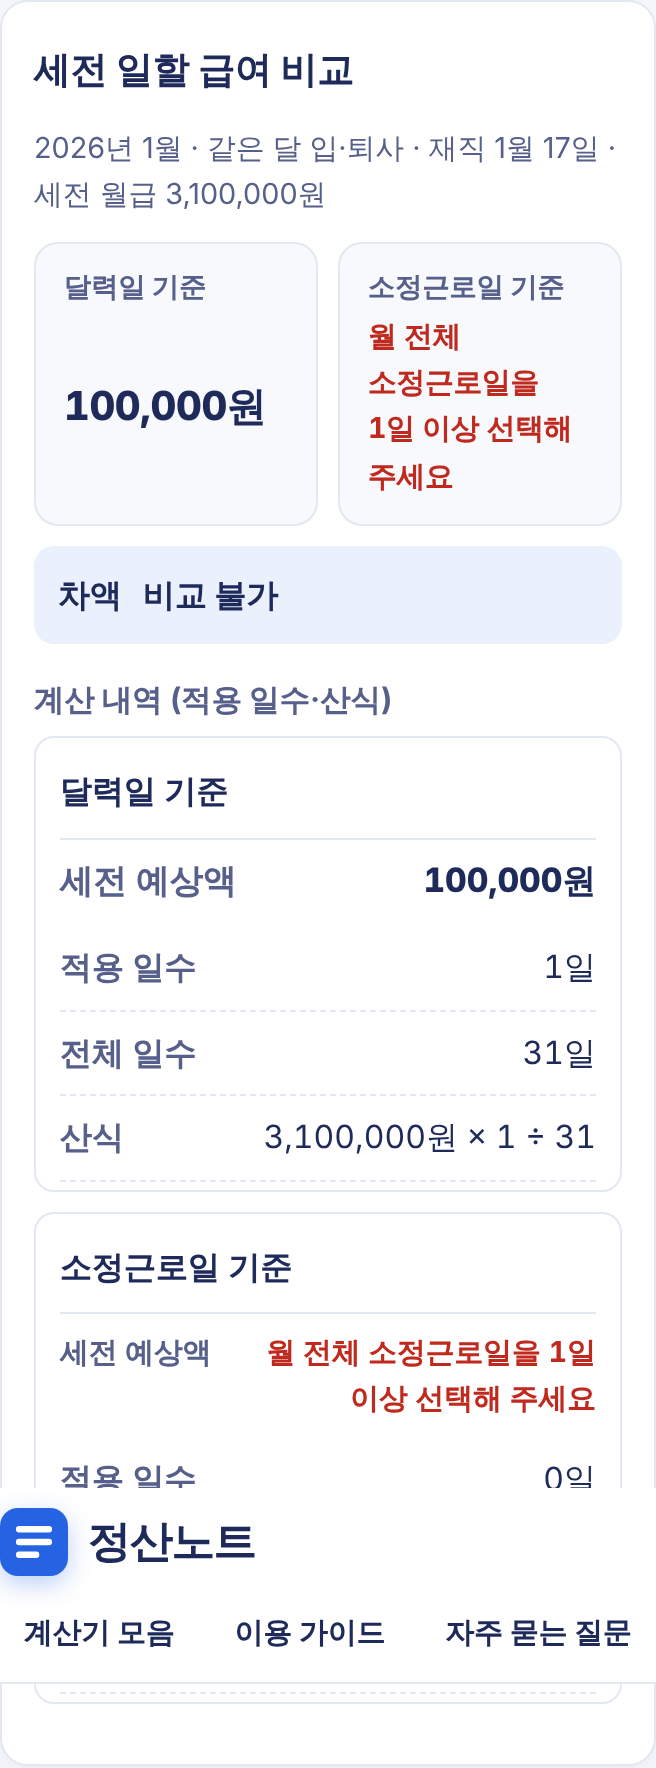 세전 일할 급여 비교
2026년 1월 · 같은 달 입·퇴사 · 재직 1월 17일 ·
세전 월급 3,100,000원
달력일 기준
100,000원
소정근로일 기준
월 전체
소정근로일을
1일 이상 선택해
주세요
차액 비교 불가
계산 내역 (적용 일수·산식)
달력일 기준
세전 예상액 100,000원
적용 일수 1일
전체 일수 31일
산식 3,100,000원 × 1 ÷ 31
소정근로일 기준
세전 예상액 월 전체 소정근로일을 1일
이상 선택해 주세요
적용 일수 0일
정산노트
계산기 모음 이용 가이드 자주 묻는 질문